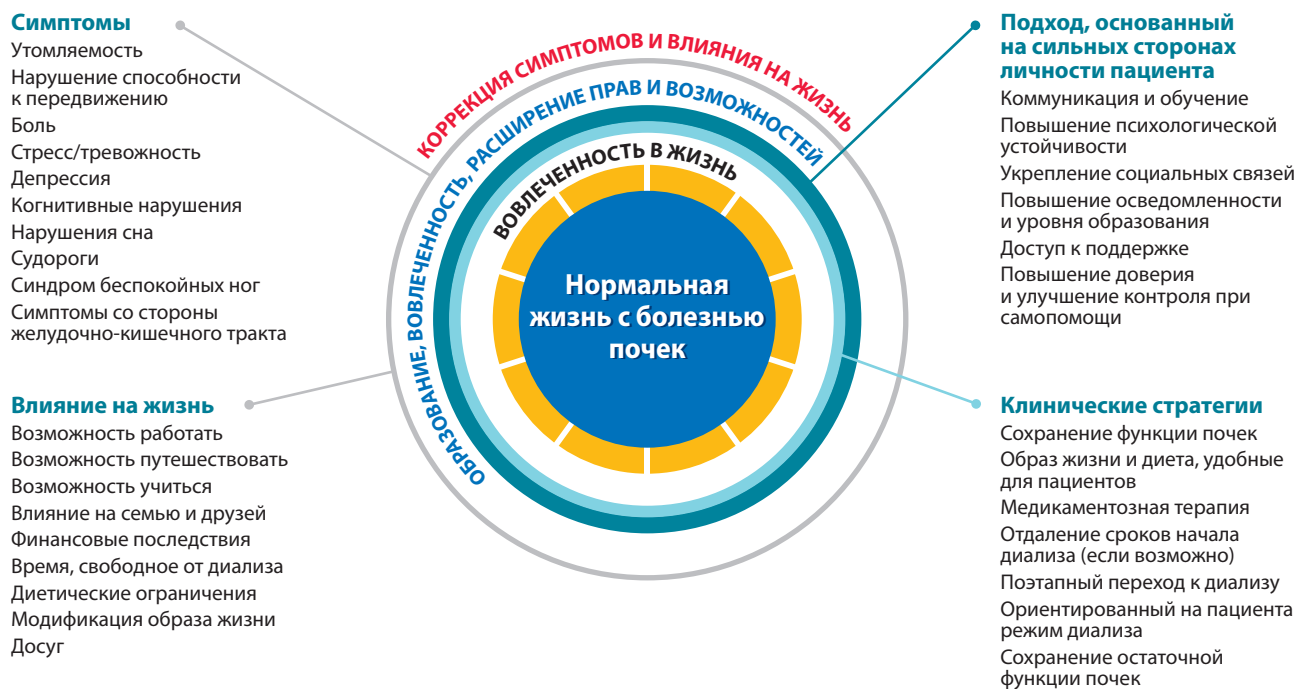 Симптомы
Утомляемость
Нарушение способности
к передвижению
Боль
Стресс/тревожность
Депрессия
Когнитивные нарушения
Нарушения сна
Судороги
Синдром беспокойных ног
Симптомы со стороны
желудочно-кишечного тракта
Влияние на жизнь
Возможность работать
Возможность путешествовать
Возможность учиться
Влияние на семью и друзей
Финансовые последствия
Время, свободное от диализа
Диетические ограничения
Модификация образа жизни
Досуг
КОРРЕКЦИЯ СИМПТОМОВ И ВЛИЯНИЯ НА ЖИЗНЬ
ОБРАЗОВАНИЕ, ВОВЛЕЧЕННОСТЬ, РАСШИРЕНИЕ ПРАВ И ВОЗМОЖНОСТЕЙ
ВОВЛЕЧЕННОСТЬ В ЖИЗНЬ
Нормальная
жизнь с болезнью
почек
Подход, основанный
на сильных сторонах
личности пациента
Коммуникация и обучение
Повышение психологической
устойчивости
Укрепление социальных связей
Повышение осведомленности
и уровня образования
Доступ к поддержке
Повышение доверия
и улучшение контроля при
самопомощи
Клинические стратегии
Сохранение функции почек
Образ жизни и диета, удобные
для пациентов
Медикаментозная терапия
Отдаление сроков начала
диализа (если возможно)
Поэтапный переход к диализу
Ориентированный на пациента
режим диализа
Сохранение остаточной
функции почек